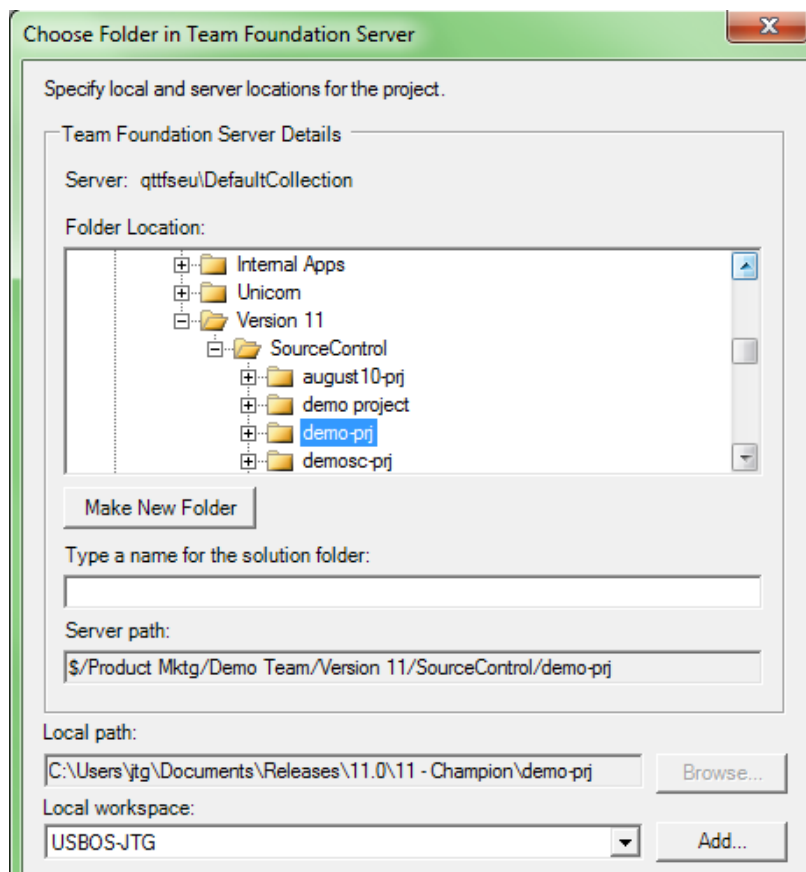 Choose Folder in Team Foundation Server
Specify local and server locations for the project.
Team Foundation Server Details
Server: qttfseu\DefaultCollection
Folder Location:
Internal Apps
Unicorn
Version 11
SourceControl
august10-prj
demo project
demo-prj
demosc-prj
Make New Folder
Type a name for the solution folder:
Server path:
$/Product Mktg/Demo Team/Version 11/SourceControl/demo-prj
Local path:
C:\Users\jtg\Documents\Releases\11.0\11 - Champion\demo-prj
Browse...
Local workspace:
USBOS-JTG
Add...